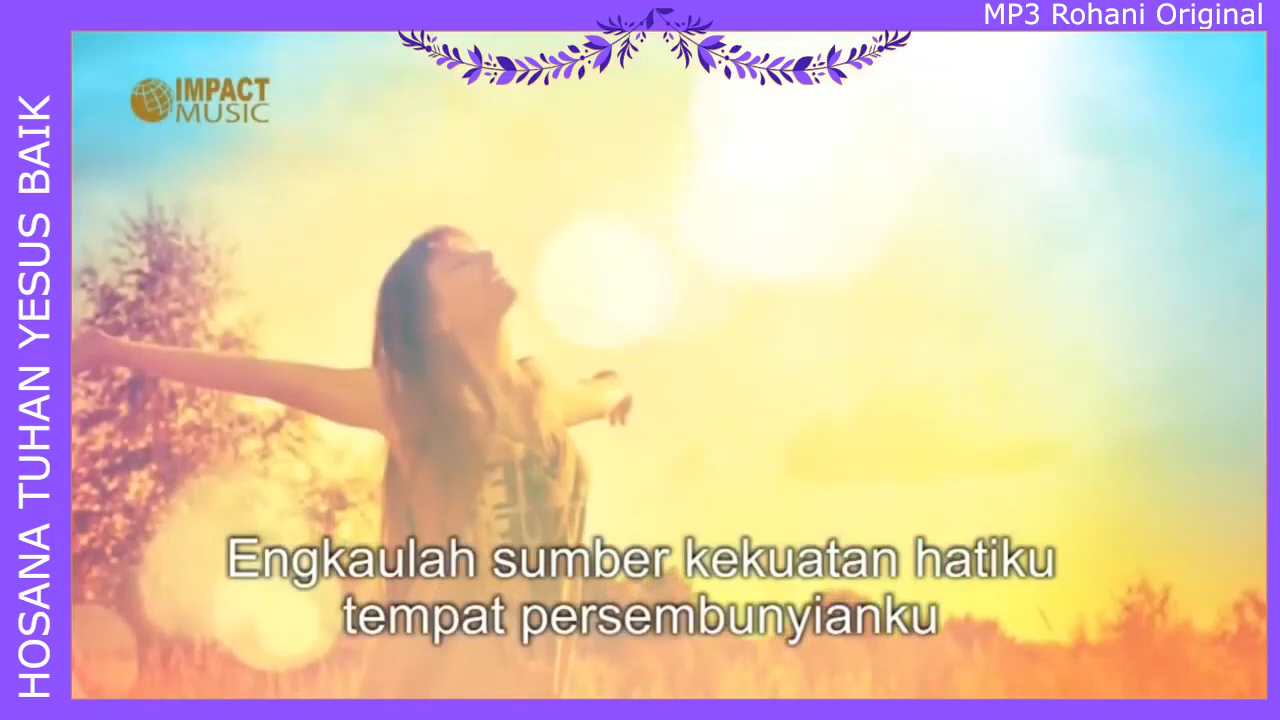 MP3 Rohani Original
IMPACT
MUSIC
HOSANA TUHAN YESUS BAIK
Engkaulah sumber kekuatan hatiku
tempat persembunyianku